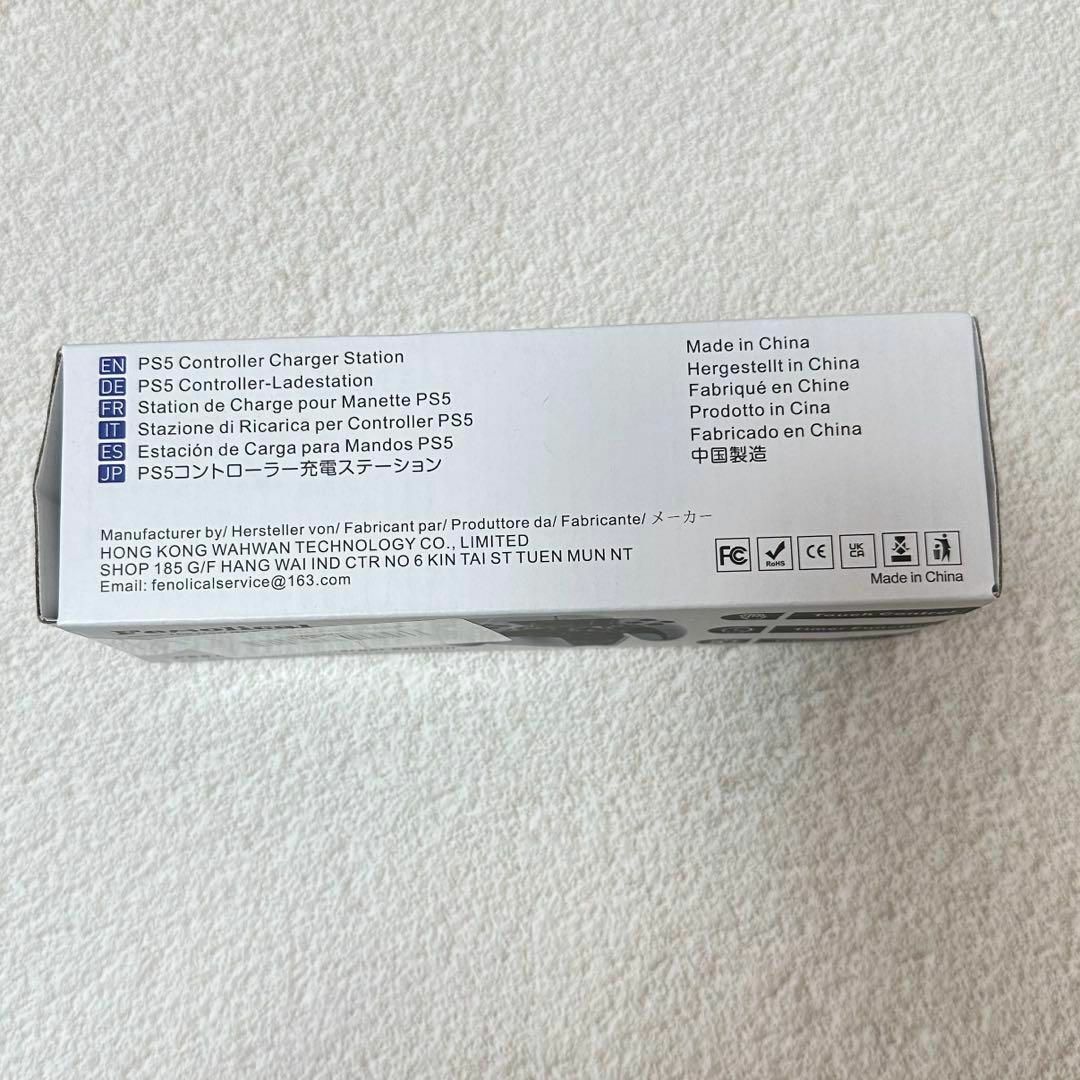 EN PS5 Controller Charger Station
DE PS5 Controller-Ladestation
FR Station de Charge pour Manette PS5
IT Stazione di Ricarica per Controller PS5
ES Estación de Carga para Mandos PS5
JP PS5コントローラー充電ステーション
Made in China
Hergestellt in China
Fabriqué en Chine
Prodotto in Cina
Fabricado en China
中国製造
Manufacturer by/ Hersteller von/ Fabricant par/ Produttore da/ Fabricante/ メーカー
HONG KONG WAHWAN TECHNOLOGY CO., LIMITED
SHOP 185 G/F HANG WAI IND CTR NO 6 KIN TAI ST TUEN MUN NT
Email: fenolicalservice@163.com
FC RoHS CE UK CA
Made in China
Fenolical
Touch Control
Timer